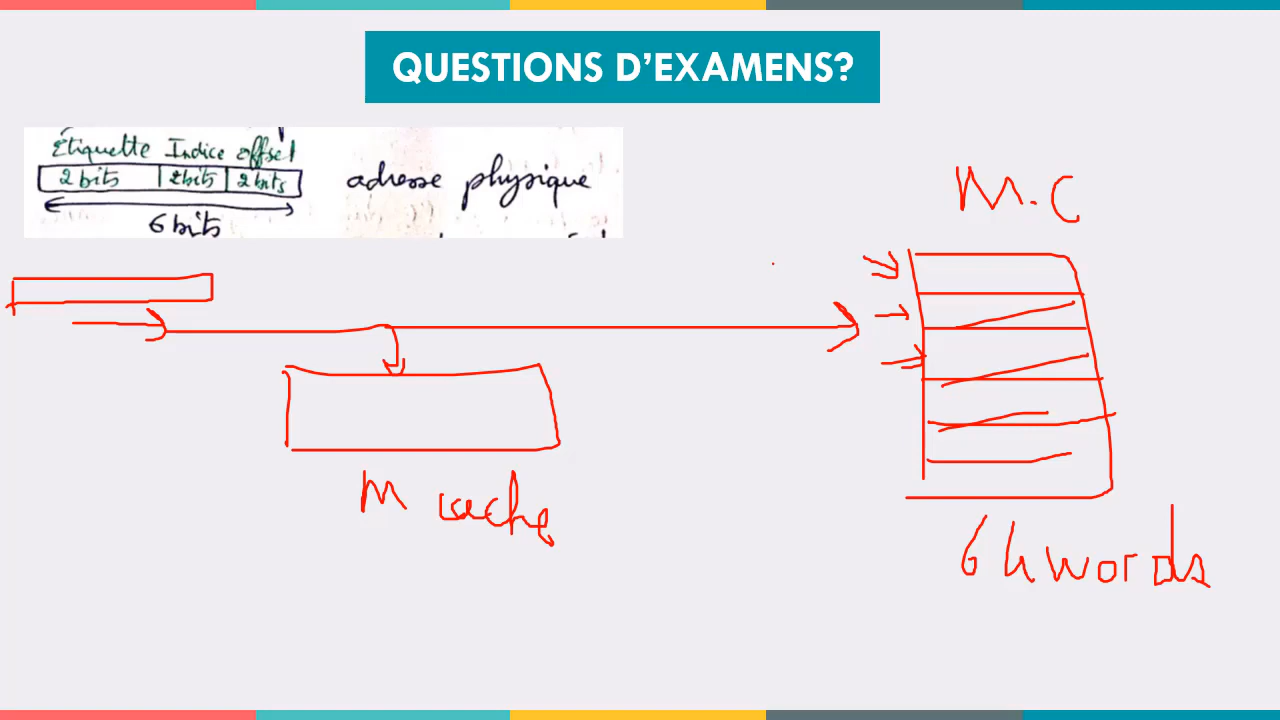 QUESTIONS D'EXAMENS?
Étiquette Indice offset
2 bits 2 bits 2 bits
6 bits
adresse physique
M.C
M cache
64 words